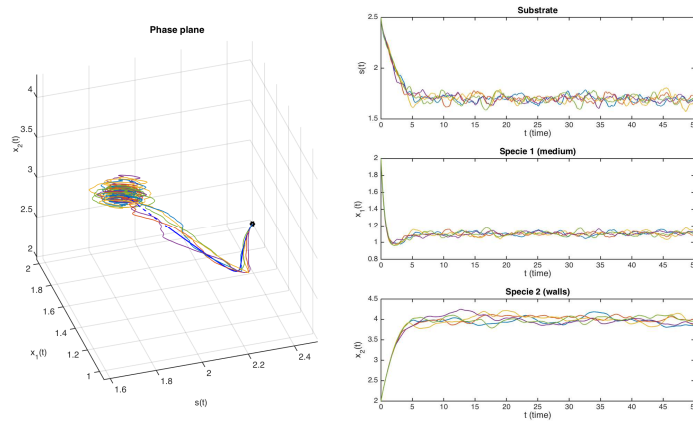 Phase plane
4
3.5
3
2.5
2
x2(t)
2
1.8
1.6
1.4
1.2
1
x1(t)
1.6
1.8
2
2.2
2.4
s(t)
Substrate
2.5
2
1.5
s(t)
0 5 10 15 20 25 30 35 40 45 50
t (time)
Specie 1 (medium)
2
1.8
1.6
1.4
1.2
1
0.8
x1(t)
0 5 10 15 20 25 30 35 40 45 50
t (time)
Specie 2 (walls)
4.5
4
3.5
3
2.5
2
x2(t)
0 5 10 15 20 25 30 35 40 45 50
t (time)